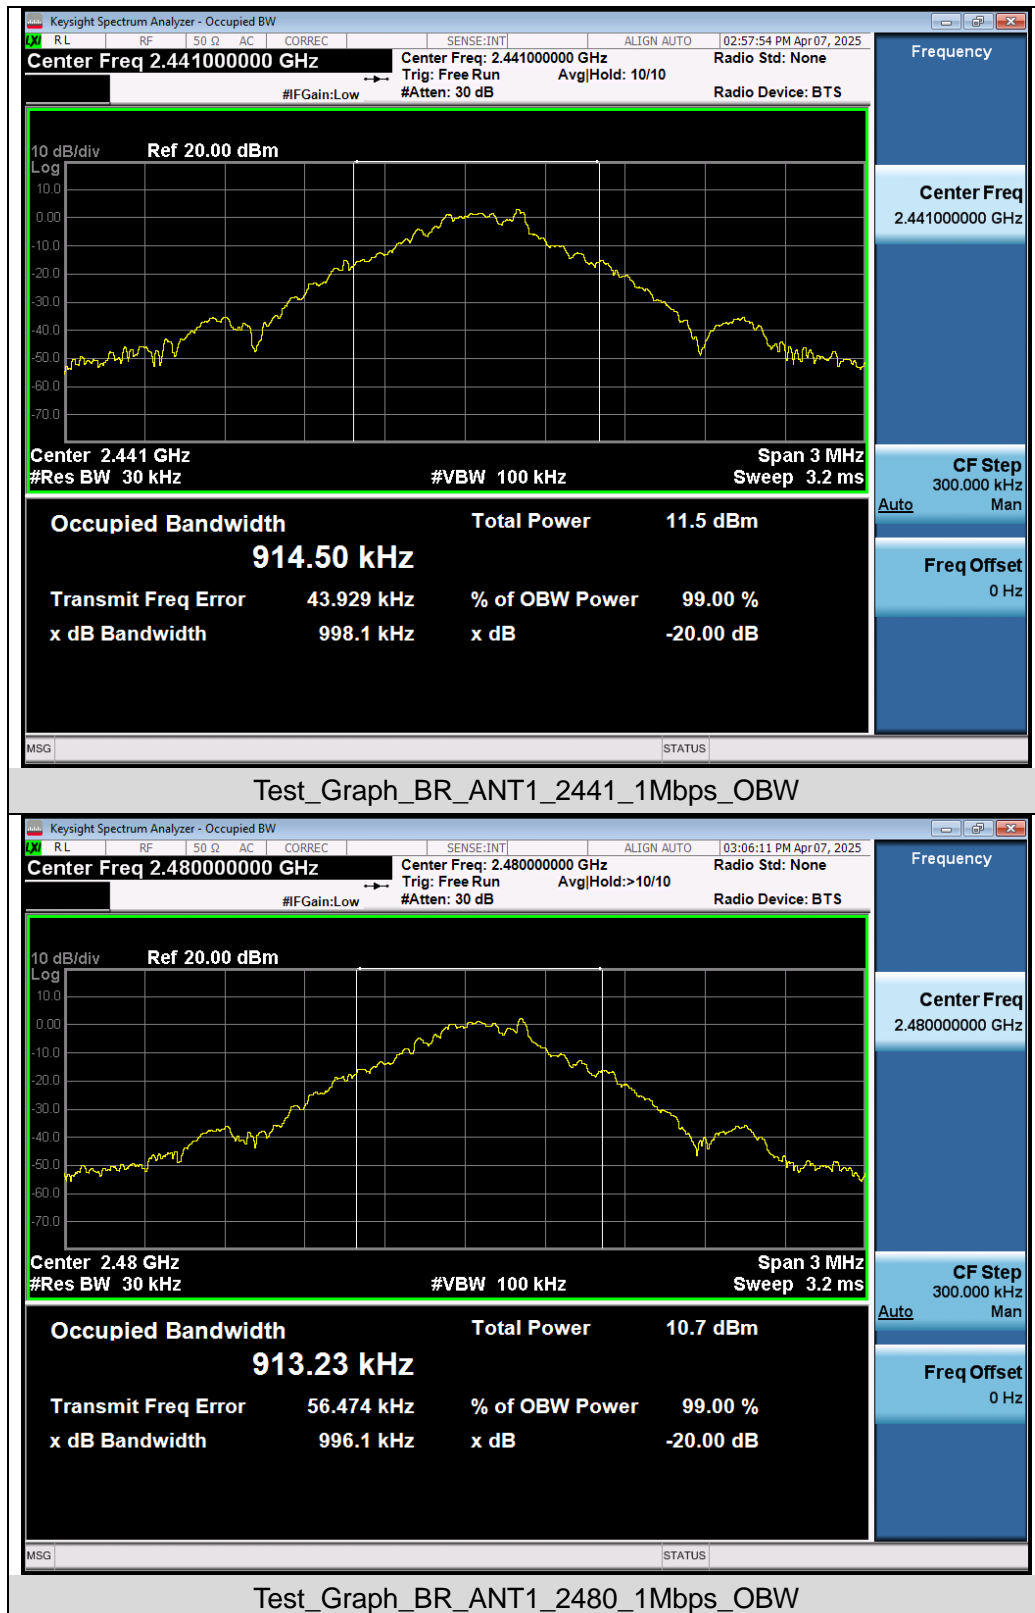 Keysight Spectrum Analyzer - Occupied BW
LXI RL RF 50 Ω AC CORREC SENSE:INT ALIGN AUTO 02:57:54 PM Apr 07, 2025
Center Freq 2.441000000 GHz
Center Freq: 2.441000000 GHz Radio Std: None
Trig: Free Run Avg|Hold: 10/10
#IFGain:Low #Atten: 30 dB Radio Device: BTS
Frequency
10 dB/div Ref 20.00 dBm
Log
10.0
0.00
-10.0
-20.0
-30.0
-40.0
-50.0
-60.0
-70.0
Center 2.441 GHz Span 3 MHz
#Res BW 30 kHz #VBW 100 kHz Sweep 3.2 ms
Center Freq
2.441000000 GHz
CF Step
300.000 kHz
Auto Man
Freq Offset
0 Hz
Occupied Bandwidth Total Power 11.5 dBm
914.50 kHz
Transmit Freq Error 43.929 kHz % of OBW Power 99.00 %
x dB Bandwidth 998.1 kHz x dB -20.00 dB
MSG STATUS
Test_Graph_BR_ANT1_2441_1Mbps_OBW
Keysight Spectrum Analyzer - Occupied BW
LXI RL RF 50 Ω AC CORREC SENSE:INT ALIGN AUTO 03:06:11 PM Apr 07, 2025
Center Freq 2.480000000 GHz
Center Freq: 2.480000000 GHz Radio Std: None
Trig: Free Run Avg|Hold:>10/10
#IFGain:Low #Atten: 30 dB Radio Device: BTS
Frequency
10 dB/div Ref 20.00 dBm
Log
10.0
0.00
-10.0
-20.0
-30.0
-40.0
-50.0
-60.0
-70.0
Center 2.48 GHz Span 3 MHz
#Res BW 30 kHz #VBW 100 kHz Sweep 3.2 ms
Center Freq
2.480000000 GHz
CF Step
300.000 kHz
Auto Man
Freq Offset
0 Hz
Occupied Bandwidth Total Power 10.7 dBm
913.23 kHz
Transmit Freq Error 56.474 kHz % of OBW Power 99.00 %
x dB Bandwidth 996.1 kHz x dB -20.00 dB
MSG STATUS
Test_Graph_BR_ANT1_2480_1Mbps_OBW